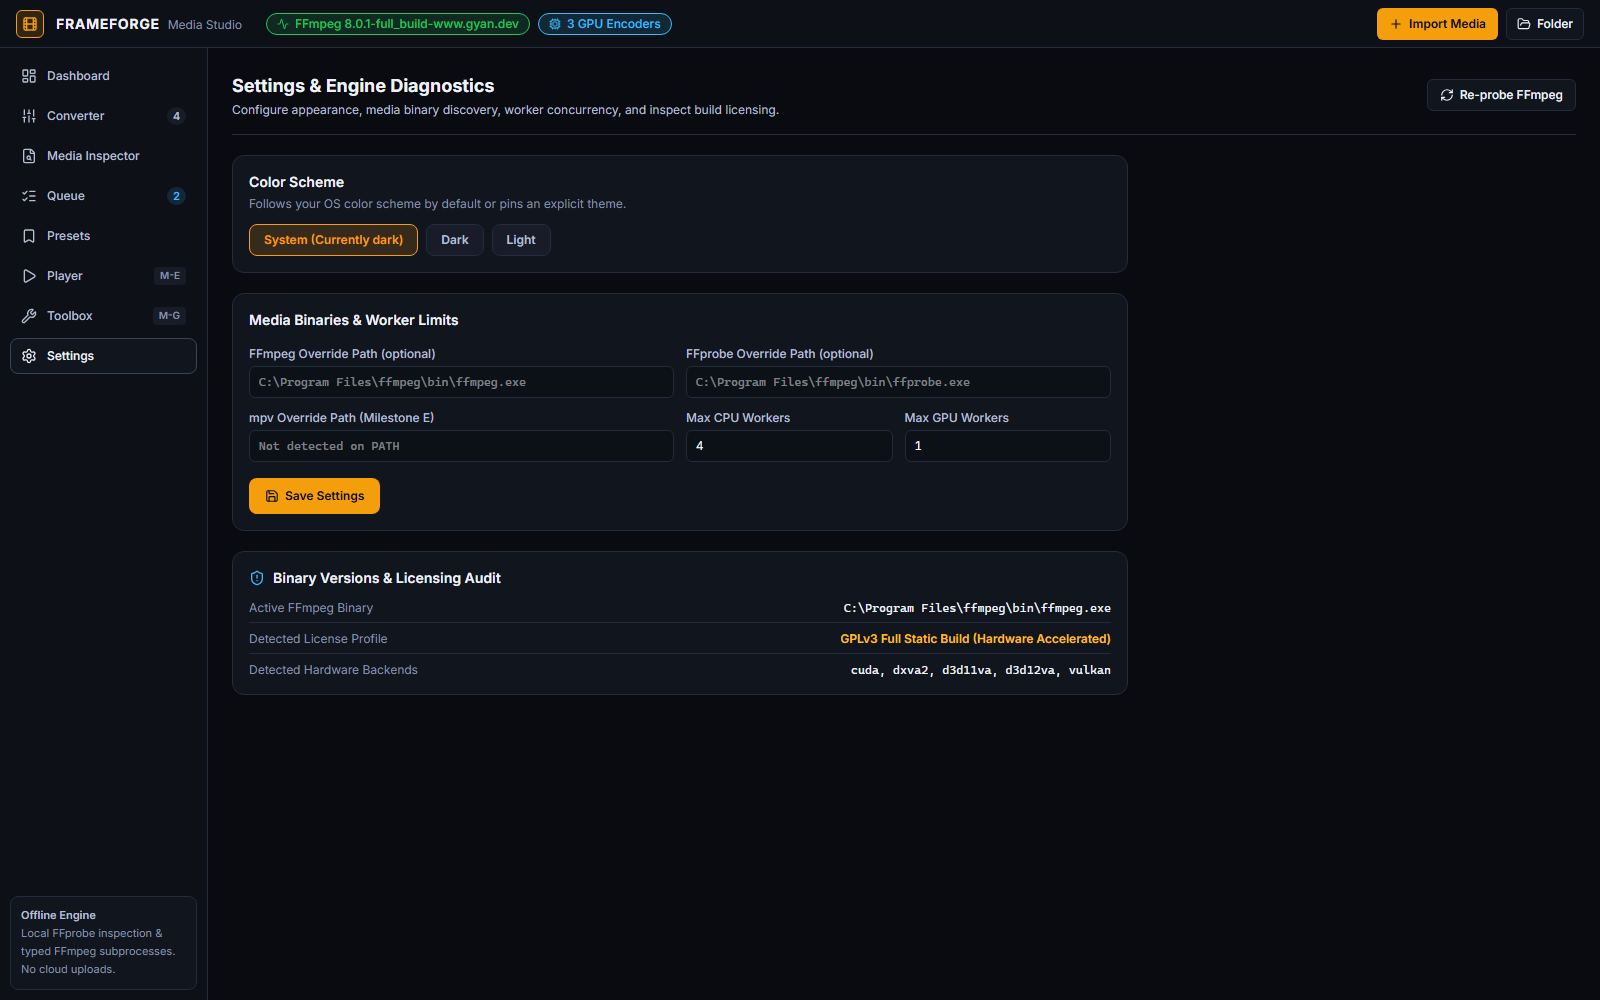 FRAMEFORGE Media Studio
FFmpeg 8.0.1-full_build-www.gyan.dev
3 GPU Encoders
Import Media
Folder
Dashboard
Converter 4
Media Inspector
Queue 2
Presets
Player M-E
Toolbox M-G
Settings
Offline Engine
Local FFprobe inspection &
typed FFmpeg subprocesses.
No cloud uploads.
Settings & Engine Diagnostics
Configure appearance, media binary discovery, worker concurrency, and inspect build licensing.
Re-probe FFmpeg
Color Scheme
Follows your OS color scheme by default or pins an explicit theme.
System (Currently dark) Dark Light
Media Binaries & Worker Limits
FFmpeg Override Path (optional) FFprobe Override Path (optional)
C:\Program Files\ffmpeg\bin\ffmpeg.exe C:\Program Files\ffmpeg\bin\ffprobe.exe
mpv Override Path (Milestone E) Max CPU Workers Max GPU Workers
Not detected on PATH 4 1
Save Settings
Binary Versions & Licensing Audit
Active FFmpeg Binary C:\Program Files\ffmpeg\bin\ffmpeg.exe
Detected License Profile GPLv3 Full Static Build (Hardware Accelerated)
Detected Hardware Backends cuda, dxva2, d3d11va, d3d12va, vulkan